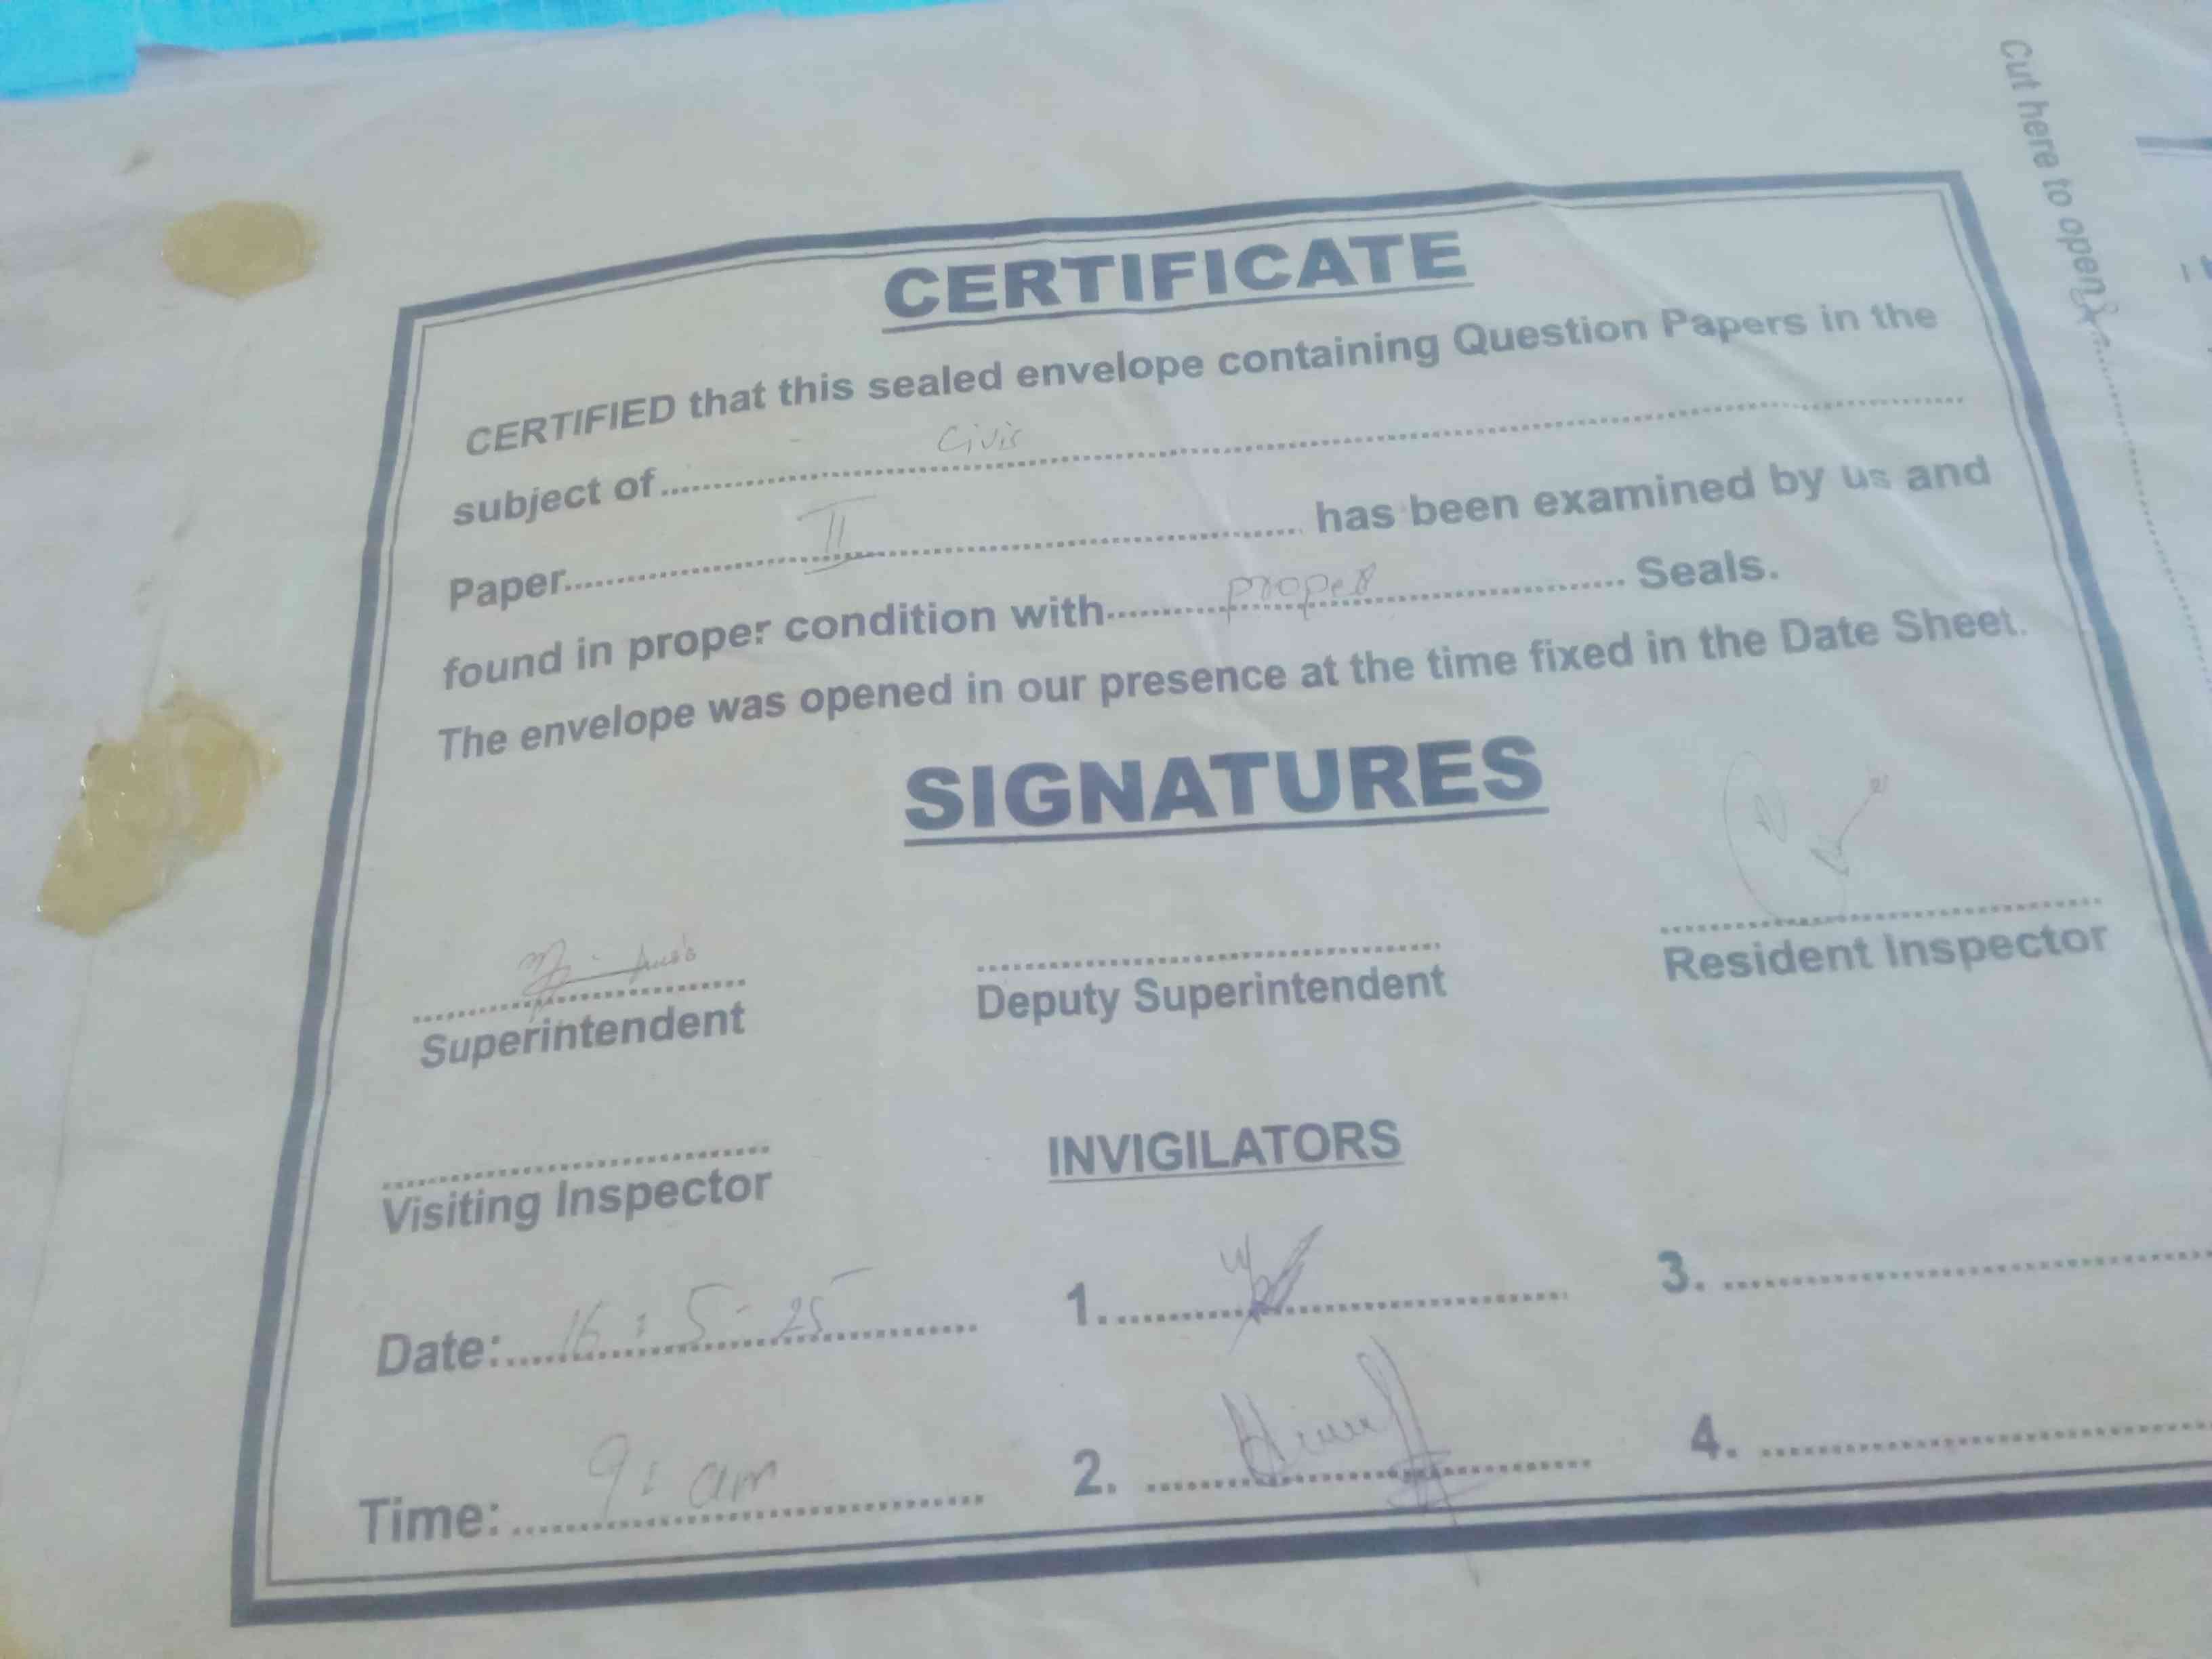 Cut here to open
CERTIFICATE
CERTIFIED that this sealed envelope containing Question Papers in the
subject of.......... Civis ..........
Paper.......... II .......... has been examined by us and
found in proper condition with.......... proper .......... Seals.
The envelope was opened in our presence at the time fixed in the Date Sheet.
SIGNATURES
Superintendent
Deputy Superintendent
Resident Inspector
Visiting Inspector
INVIGILATORS
Date: 16 : 5 - 25
1.
3.
Time: 9 : am
2.
4.